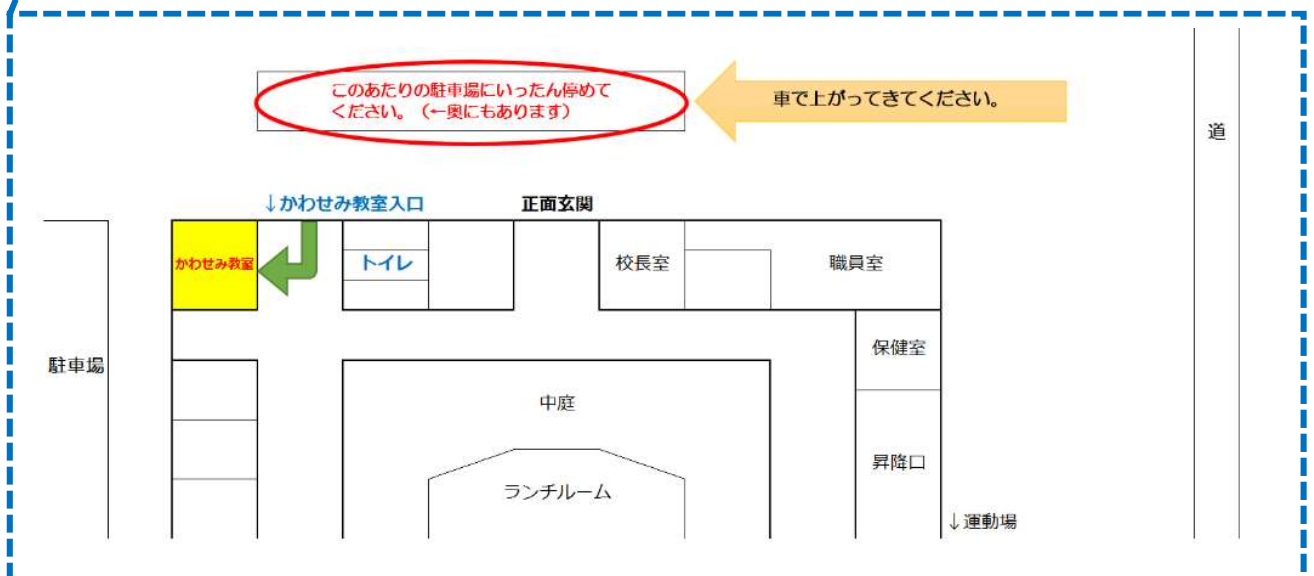 このあたりの駐車場にいったん停めて
ください。（←奥にもあります）
車で上がってきてください。
道
↓かわせみ教室入口
正面玄関
かわせみ教室
トイレ
校長室
職員室
保健室
駐車場
中庭
昇降口
ランチルーム
↓運動場